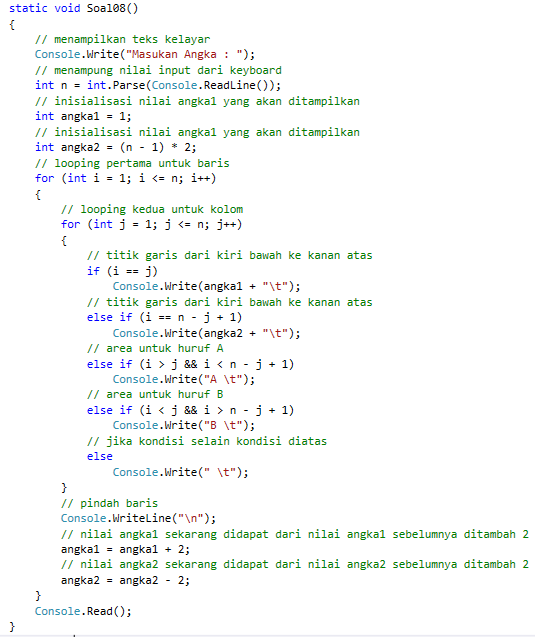 static void Soal08()
{
// menampilkan teks kelayar
Console.Write("Masukan Angka : ");
// menampung nilai input dari keyboard
int n = int.Parse(Console.ReadLine());
// inisialisasi nilai angka1 yang akan ditampilkan
int angka1 = 1;
// inisialisasi nilai angka1 yang akan ditampilkan
int angka2 = (n - 1) * 2;
// looping pertama untuk baris
for (int i = 1; i <= n; i++)
{
// looping kedua untuk kolom
for (int j = 1; j <= n; j++)
{
// titik garis dari kiri bawah ke kanan atas
if (i == j)
Console.Write(angka1 + "\t");
// titik garis dari kiri bawah ke kanan atas
else if (i == n - j + 1)
Console.Write(angka2 + "\t");
// area untuk huruf A
else if (i > j && i < n - j + 1)
Console.Write("A \t");
// area untuk huruf B
else if (i < j && i > n - j + 1)
Console.Write("B \t");
// jika kondisi selain kondisi diatas
else
Console.Write(" \t");
}
// pindah baris
Console.WriteLine("\n");
// nilai angka1 sekarang didapat dari nilai angka1 sebelumnya ditambah 2
angka1 = angka1 + 2;
// nilai angka2 sekarang didapat dari nilai angka2 sebelumnya ditambah 2
angka2 = angka2 - 2;
}
Console.Read();
}